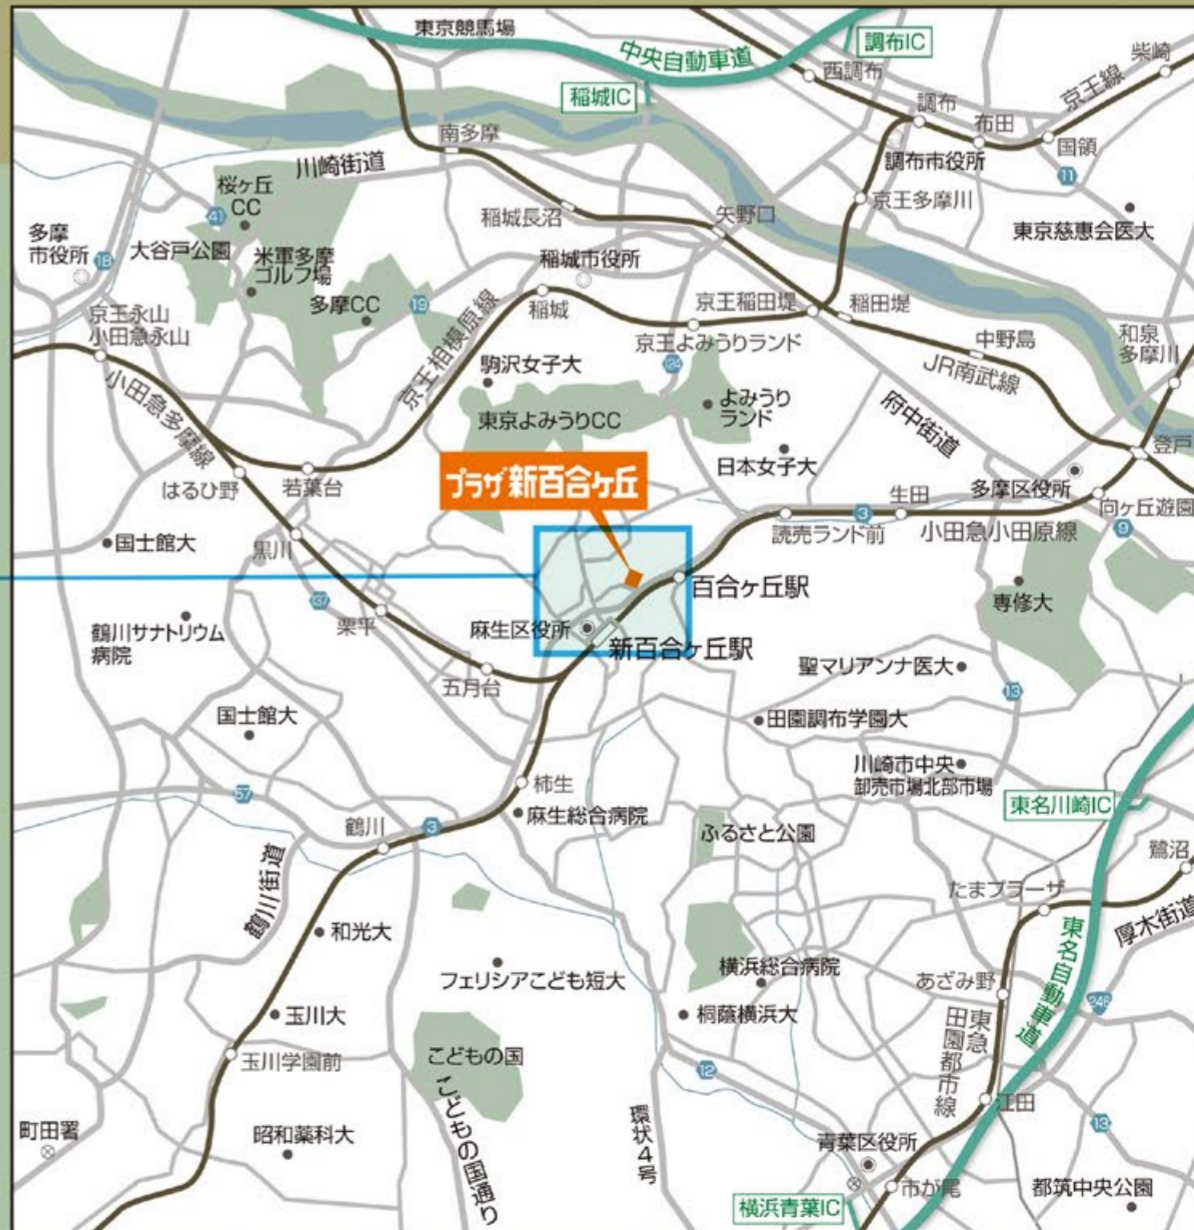 東京競馬場
中央自動車道
調布IC
稲城IC
西調布
柴崎
京王線
調布
布田
国領
調布市役所
南多摩
川崎街道
桜ヶ丘
CC
41
11
京王多摩川
稲城長沼
矢野口
東京慈恵会医大
多摩
市役所
18
大谷戸公園
米軍多摩
ゴルフ場
稲城市役所
多摩CC
19
京王相模原線
稲城
京王稲田堤
稲田堤
京王永山
小田急永山
京王よみうりランド
中野島
和泉
多摩川
JR南武線
小田急多摩線
駒沢女子大
124
よみうり
ランド
東京よみうりCC
府中街道
登戸
プラザ新百合ヶ丘
日本女子大
はるひ野
若葉台
多摩区役所
生田
3
向ヶ丘遊園
9
読売ランド前
小田急小田原線
国士館大
黒川
137
栗平
百合ヶ丘駅
専修大
鶴川サナトリウム
病院
麻生区役所
新百合ヶ丘駅
五月台
聖マリアンナ医大
13
国士館大
田園調布学園大
川崎市中央
卸売市場北部市場
57
柿生
東名川崎IC
鶴川
3
麻生総合病院
ふるさと公園
鷺沼
鶴川街道
たまプラーザ
厚木街道
和光大
東名自動車道
フェリシアこども短大
横浜総合病院
あざみ野
246
玉川大
桐蔭横浜大
東急
田園都市線
玉川学園前
こどもの国
12
こどもの国通り
江田
13
町田署
昭和薬科大
環状4号
青葉区役所
市が尾
都筑中央公園
横浜青葉IC